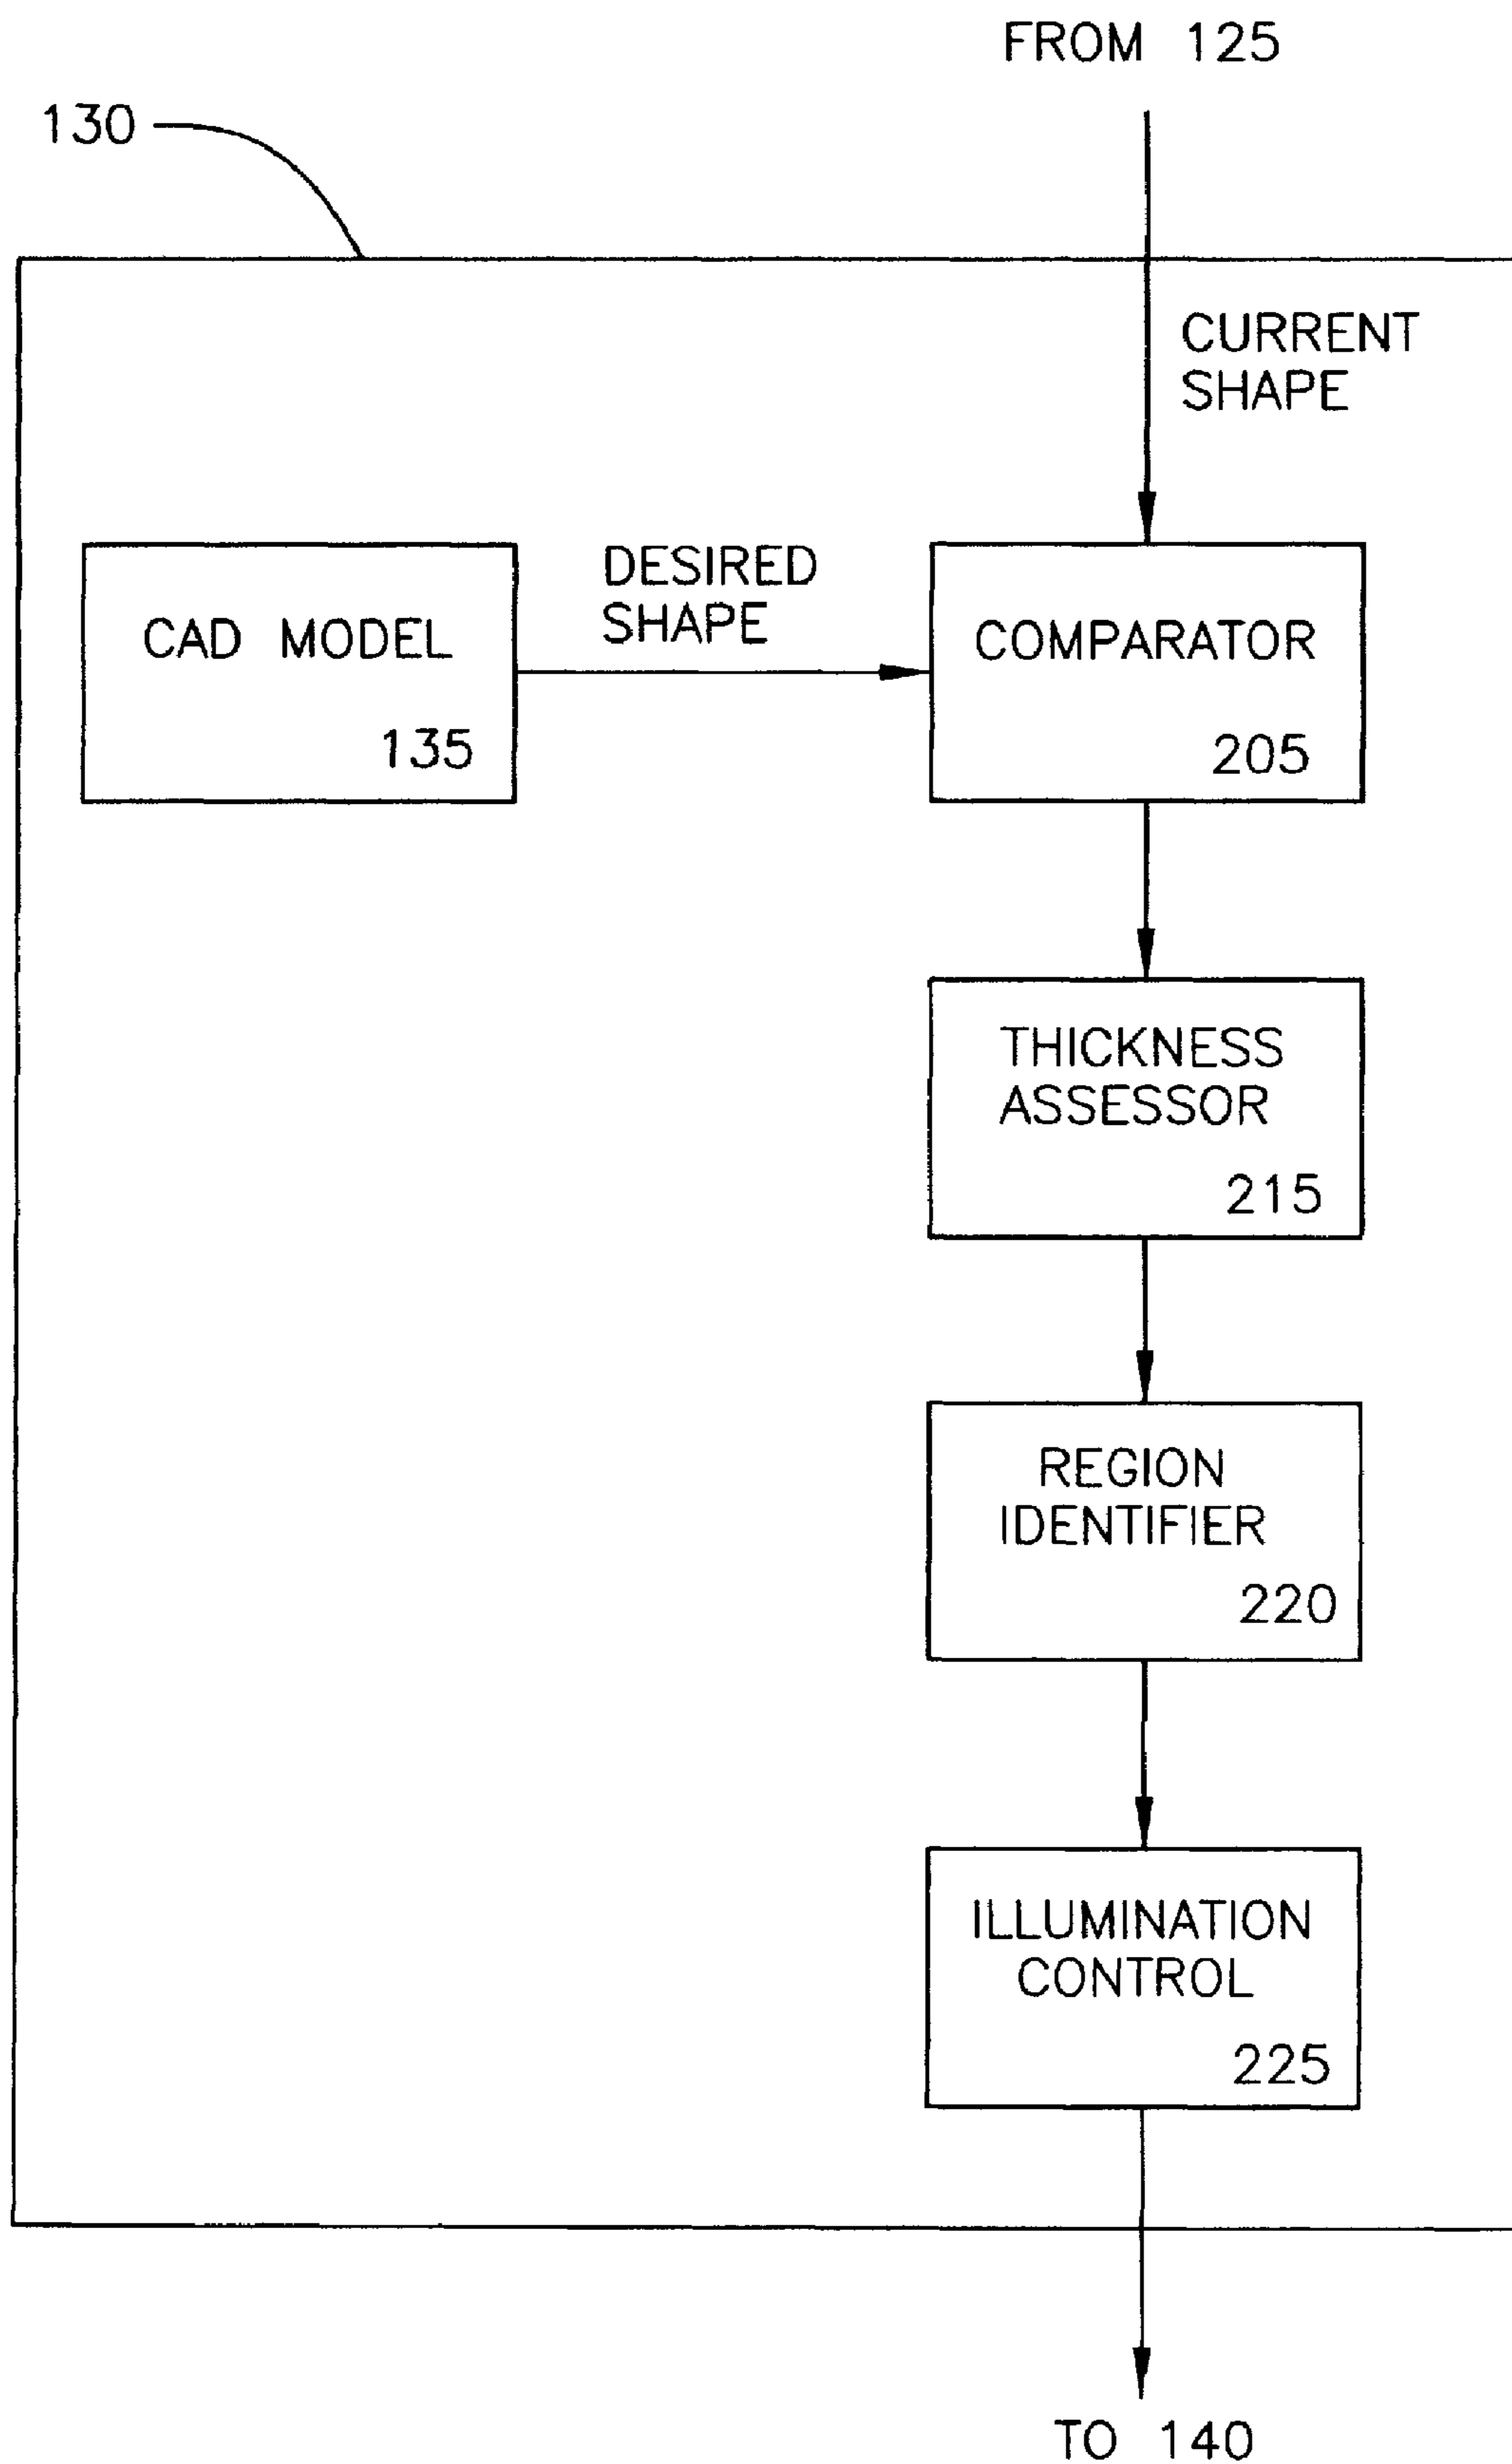 FROM 125
130
CURRENT
SHAPE
DESIRED
SHAPE
CAD MODEL
135
COMPARATOR
205
THICKNESS
ASSESSOR
215
REGION
IDENTIFIER
220
ILLUMINATION
CONTROL
225
TO 140